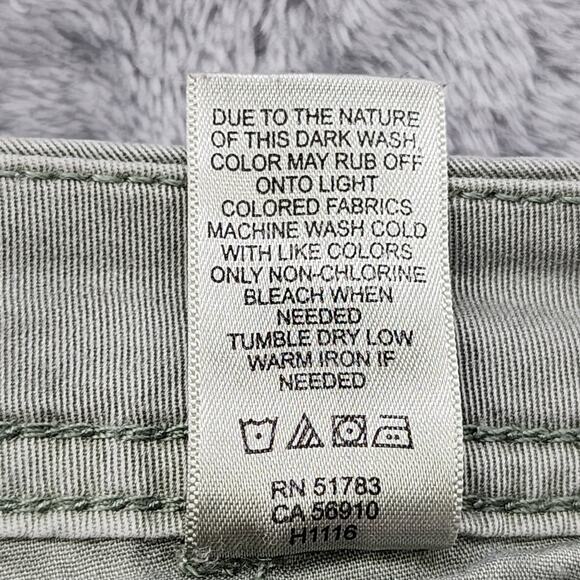 DUE TO THE NATURE
OF THIS DARK WASH,
COLOR MAY RUB OFF
ONTO LIGHT
COLORED FABRICS
MACHINE WASH COLD
WITH LIKE COLORS
ONLY NON-CHLORINE
BLEACH WHEN
NEEDED
TUMBLE DRY LOW
WARM IRON IF
NEEDED
RN 51783
CA 56910
H1116